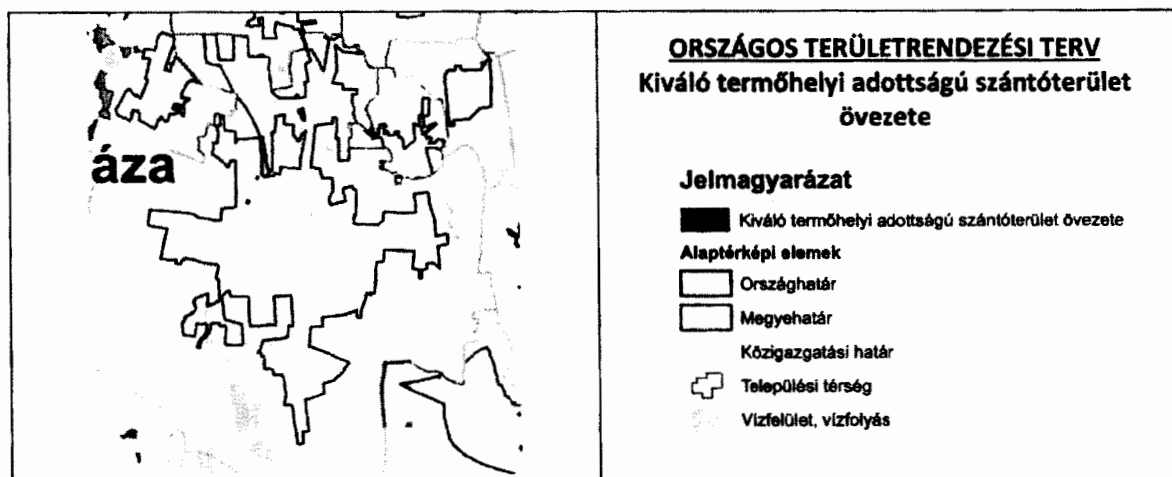 áza
ORSZÁGOS TERÜLETRENDEZÉSI TERV
Kiváló termőhelyi adottságú szántóterület
övezete
Jelmagyarázat
Kiváló termőhelyi adottságú szántóterület övezete
Alaptérképi elemek
Országhatár
Megyehatár
Közigazgatási határ
Települési térség
Vízfelület, vízfolyás